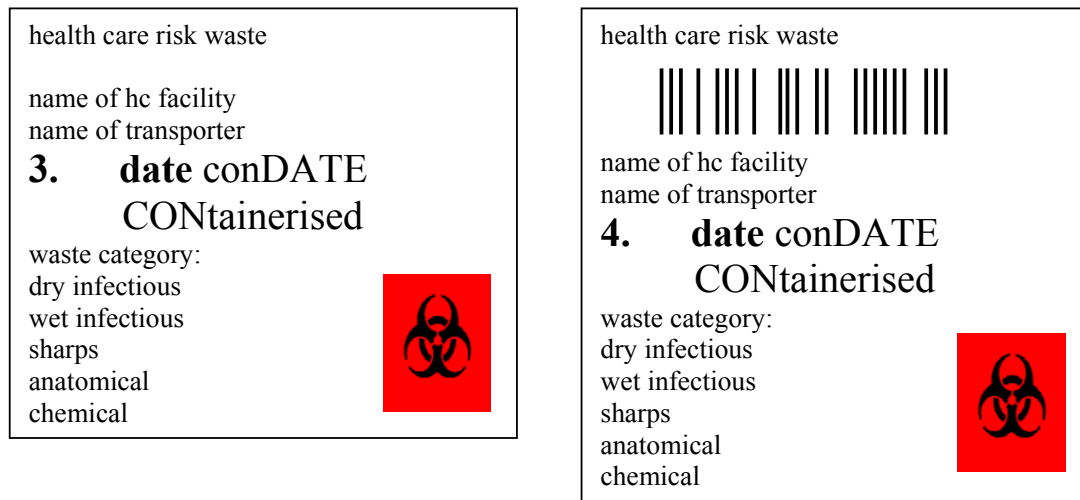 health care risk waste
name of hc facility
name of transporter
3. date conDATE
CONtainerised
waste category:
dry infectious
wet infectious
sharps
anatomical
chemical
health care risk waste
name of hc facility
name of transporter
4. date conDATE
CONtainerised
waste category:
dry infectious
wet infectious
sharps
anatomical
chemical